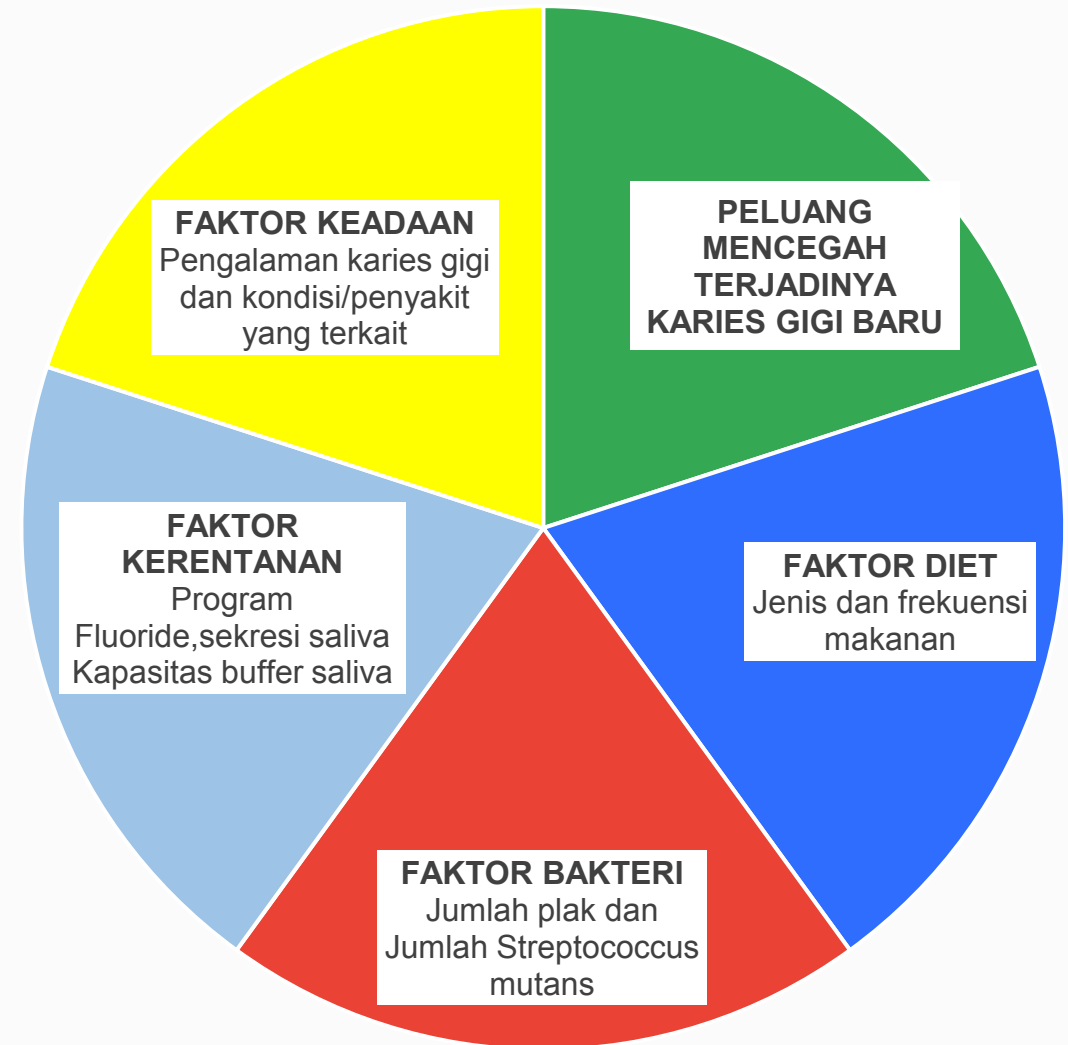 PELUANG
MENCEGAH
TERJADINYA
KARIES GIGI BARU
FAKTOR DIET
Jenis dan frekuensi
makanan
FAKTOR BAKTERI
Jumlah plak dan
Jumlah Streptococcus
mutans
FAKTOR
KERENTANAN
Program
Fluoride,sekresi saliva
Kapasitas buffer saliva
FAKTOR KEADAAN
Pengalaman karies gigi
dan kondisi/penyakit
yang terkait